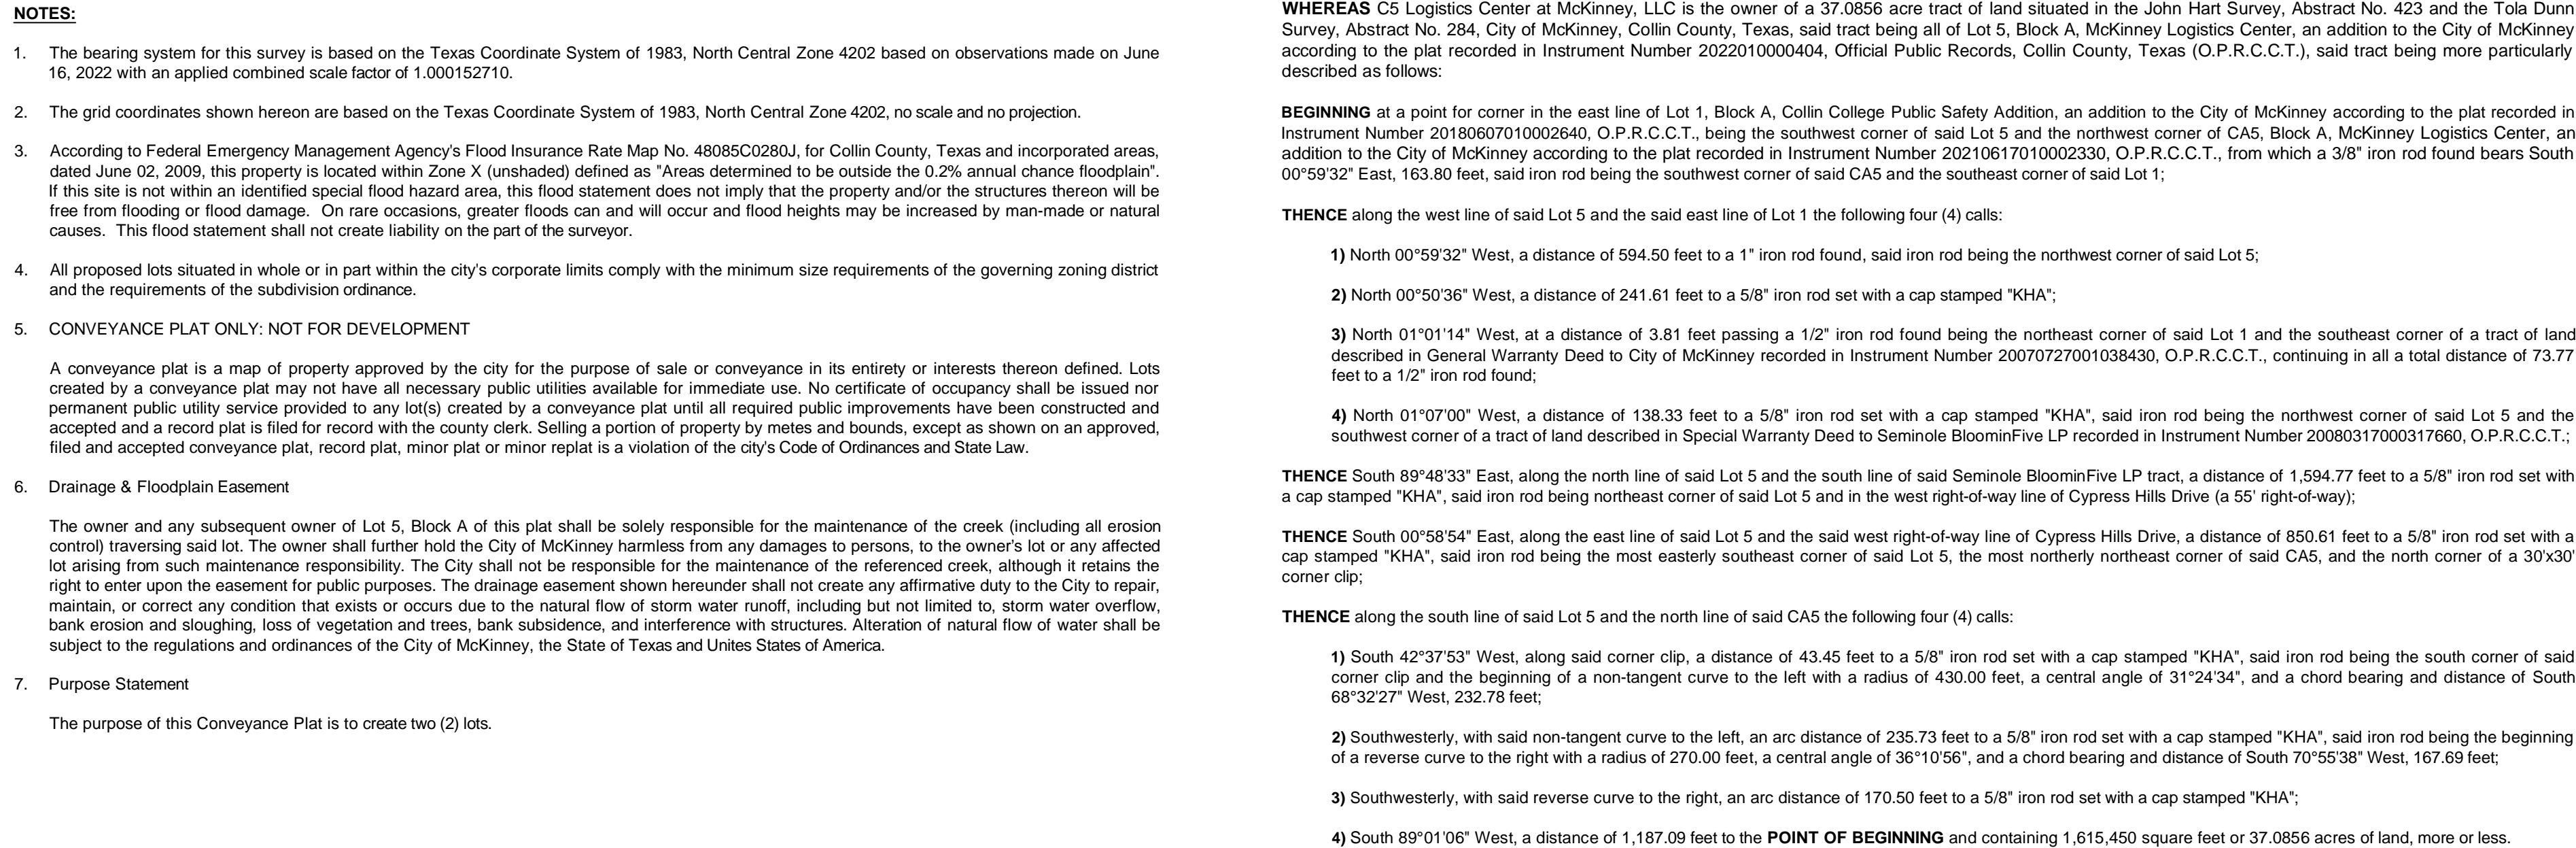 NOTES:
1. The bearing system for this survey is based on the Texas Coordinate System of 1983, North Central Zone 4202 based on observations made on June
16, 2022 with an applied combined scale factor of 1.000152710.
2. The grid coordinates shown hereon are based on the Texas Coordinate System of 1983, North Central Zone 4202, no scale and no projection.
3. According to Federal Emergency Management Agency's Flood Insurance Rate Map No. 48085C0280J, for Collin County, Texas and incorporated areas,
dated June 02, 2009, this property is located within Zone X (unshaded) defined as "Areas determined to be outside the 0.2% annual chance floodplain".
If this site is not within an identified special flood hazard area, this flood statement does not imply that the property and/or the structures thereon will be
free from flooding or flood damage. On rare occasions, greater floods can and will occur and flood heights may be increased by man-made or natural
causes. This flood statement shall not create liability on the part of the surveyor.
4. All proposed lots situated in whole or in part within the city's corporate limits comply with the minimum size requirements of the governing zoning district
and the requirements of the subdivision ordinance.
5. CONVEYANCE PLAT ONLY: NOT FOR DEVELOPMENT
A conveyance plat is a map of property approved by the city for the purpose of sale or conveyance in its entirety or interests thereon defined. Lots
created by a conveyance plat may not have all necessary public utilities available for immediate use. No certificate of occupancy shall be issued nor
permanent public utility service provided to any lot(s) created by a conveyance plat until all required public improvements have been constructed and
accepted and a record plat is filed for record with the county clerk. Selling a portion of property by metes and bounds, except as shown on an approved,
filed and accepted conveyance plat, record plat, minor plat or minor replat is a violation of the city's Code of Ordinances and State Law.
6. Drainage & Floodplain Easement
The owner and any subsequent owner of Lot 5, Block A of this plat shall be solely responsible for the maintenance of the creek (including all erosion
control) traversing said lot. The owner shall further hold the City of McKinney harmless from any damages to persons, to the owner's lot or any affected
lot arising from such maintenance responsibility. The City shall not be responsible for the maintenance of the referenced creek, although it retains the
right to enter upon the easement for public purposes. The drainage easement shown hereunder shall not create any affirmative duty to the City to repair,
maintain, or correct any condition that exists or occurs due to the natural flow of storm water runoff, including but not limited to, storm water overflow,
bank erosion and sloughing, loss of vegetation and trees, bank subsidence, and interference with structures. Alteration of natural flow of water shall be
subject to the regulations and ordinances of the City of McKinney, the State of Texas and Unites States of America.
7. Purpose Statement
The purpose of this Conveyance Plat is to create two (2) lots.
WHEREAS C5 Logistics Center at McKinney, LLC is the owner of a 37.0856 acre tract of land situated in the John Hart Survey, Abstract No. 423 and the Tola Dunn
Survey, Abstract No. 284, City of McKinney, Collin County, Texas, said tract being all of Lot 5, Block A, McKinney Logistics Center, an addition to the City of McKinney
according to the plat recorded in Instrument Number 2022010000404, Official Public Records, Collin County, Texas (O.P.R.C.C.T.), said tract being more particularly
described as follows:
BEGINNING at a point for corner in the east line of Lot 1, Block A, Collin College Public Safety Addition, an addition to the City of McKinney according to the plat recorded in
Instrument Number 20180607010002640, O.P.R.C.C.T., being the southwest corner of said Lot 5 and the northwest corner of CA5, Block A, McKinney Logistics Center, an
addition to the City of McKinney according to the plat recorded in Instrument Number 20210617010002330, O.P.R.C.C.T., from which a 3/8" iron rod found bears South
00°59'32" East, 163.80 feet, said iron rod being the southwest corner of said CA5 and the southeast corner of said Lot 1;
THENCE along the west line of said Lot 5 and the said east line of Lot 1 the following four (4) calls:
1) North 00°59'32" West, a distance of 594.50 feet to a 1" iron rod found, said iron rod being the northwest corner of said Lot 5;
2) North 00°50'36" West, a distance of 241.61 feet to a 5/8" iron rod set with a cap stamped "KHA";
3) North 01°01'14" West, at a distance of 3.81 feet passing a 1/2" iron rod found being the northeast corner of said Lot 1 and the southeast corner of a tract of land
described in General Warranty Deed to City of McKinney recorded in Instrument Number 20070727001038430, O.P.R.C.C.T., continuing in all a total distance of 73.77
feet to a 1/2" iron rod found;
4) North 01°07'00" West, a distance of 138.33 feet to a 5/8" iron rod set with a cap stamped "KHA", said iron rod being the northwest corner of said Lot 5 and the
southwest corner of a tract of land described in Special Warranty Deed to Seminole BloominFive LP recorded in Instrument Number 20080317000317660, O.P.R.C.C.T.;
THENCE South 89°48'33" East, along the north line of said Lot 5 and the south line of said Seminole BloominFive LP tract, a distance of 1,594.77 feet to a 5/8" iron rod set with
a cap stamped "KHA", said iron rod being northeast corner of said Lot 5 and in the west right-of-way line of Cypress Hills Drive (a 55' right-of-way);
THENCE South 00°58'54" East, along the east line of said Lot 5 and the said west right-of-way line of Cypress Hills Drive, a distance of 850.61 feet to a 5/8" iron rod set with a
cap stamped "KHA", said iron rod being the most easterly southeast corner of said Lot 5, the most northerly northeast corner of said CA5, and the north corner of a 30'x30'
corner clip;
THENCE along the south line of said Lot 5 and the north line of said CA5 the following four (4) calls:
1) South 42°37'53" West, along said corner clip, a distance of 43.45 feet to a 5/8" iron rod set with a cap stamped "KHA", said iron rod being the south corner of said
corner clip and the beginning of a non-tangent curve to the left with a radius of 430.00 feet, a central angle of 31°24'34", and a chord bearing and distance of South
68°32'27" West, 232.78 feet;
2) Southwesterly, with said non-tangent curve to the left, an arc distance of 235.73 feet to a 5/8" iron rod set with a cap stamped "KHA", said iron rod being the beginning
of a reverse curve to the right with a radius of 270.00 feet, a central angle of 36°10'56", and a chord bearing and distance of South 70°55'38" West, 167.69 feet;
3) Southwesterly, with said reverse curve to the right, an arc distance of 170.50 feet to a 5/8" iron rod set with a cap stamped "KHA";
4) South 89°01'06" West, a distance of 1,187.09 feet to the POINT OF BEGINNING and containing 1,615,450 square feet or 37.0856 acres of land, more or less.